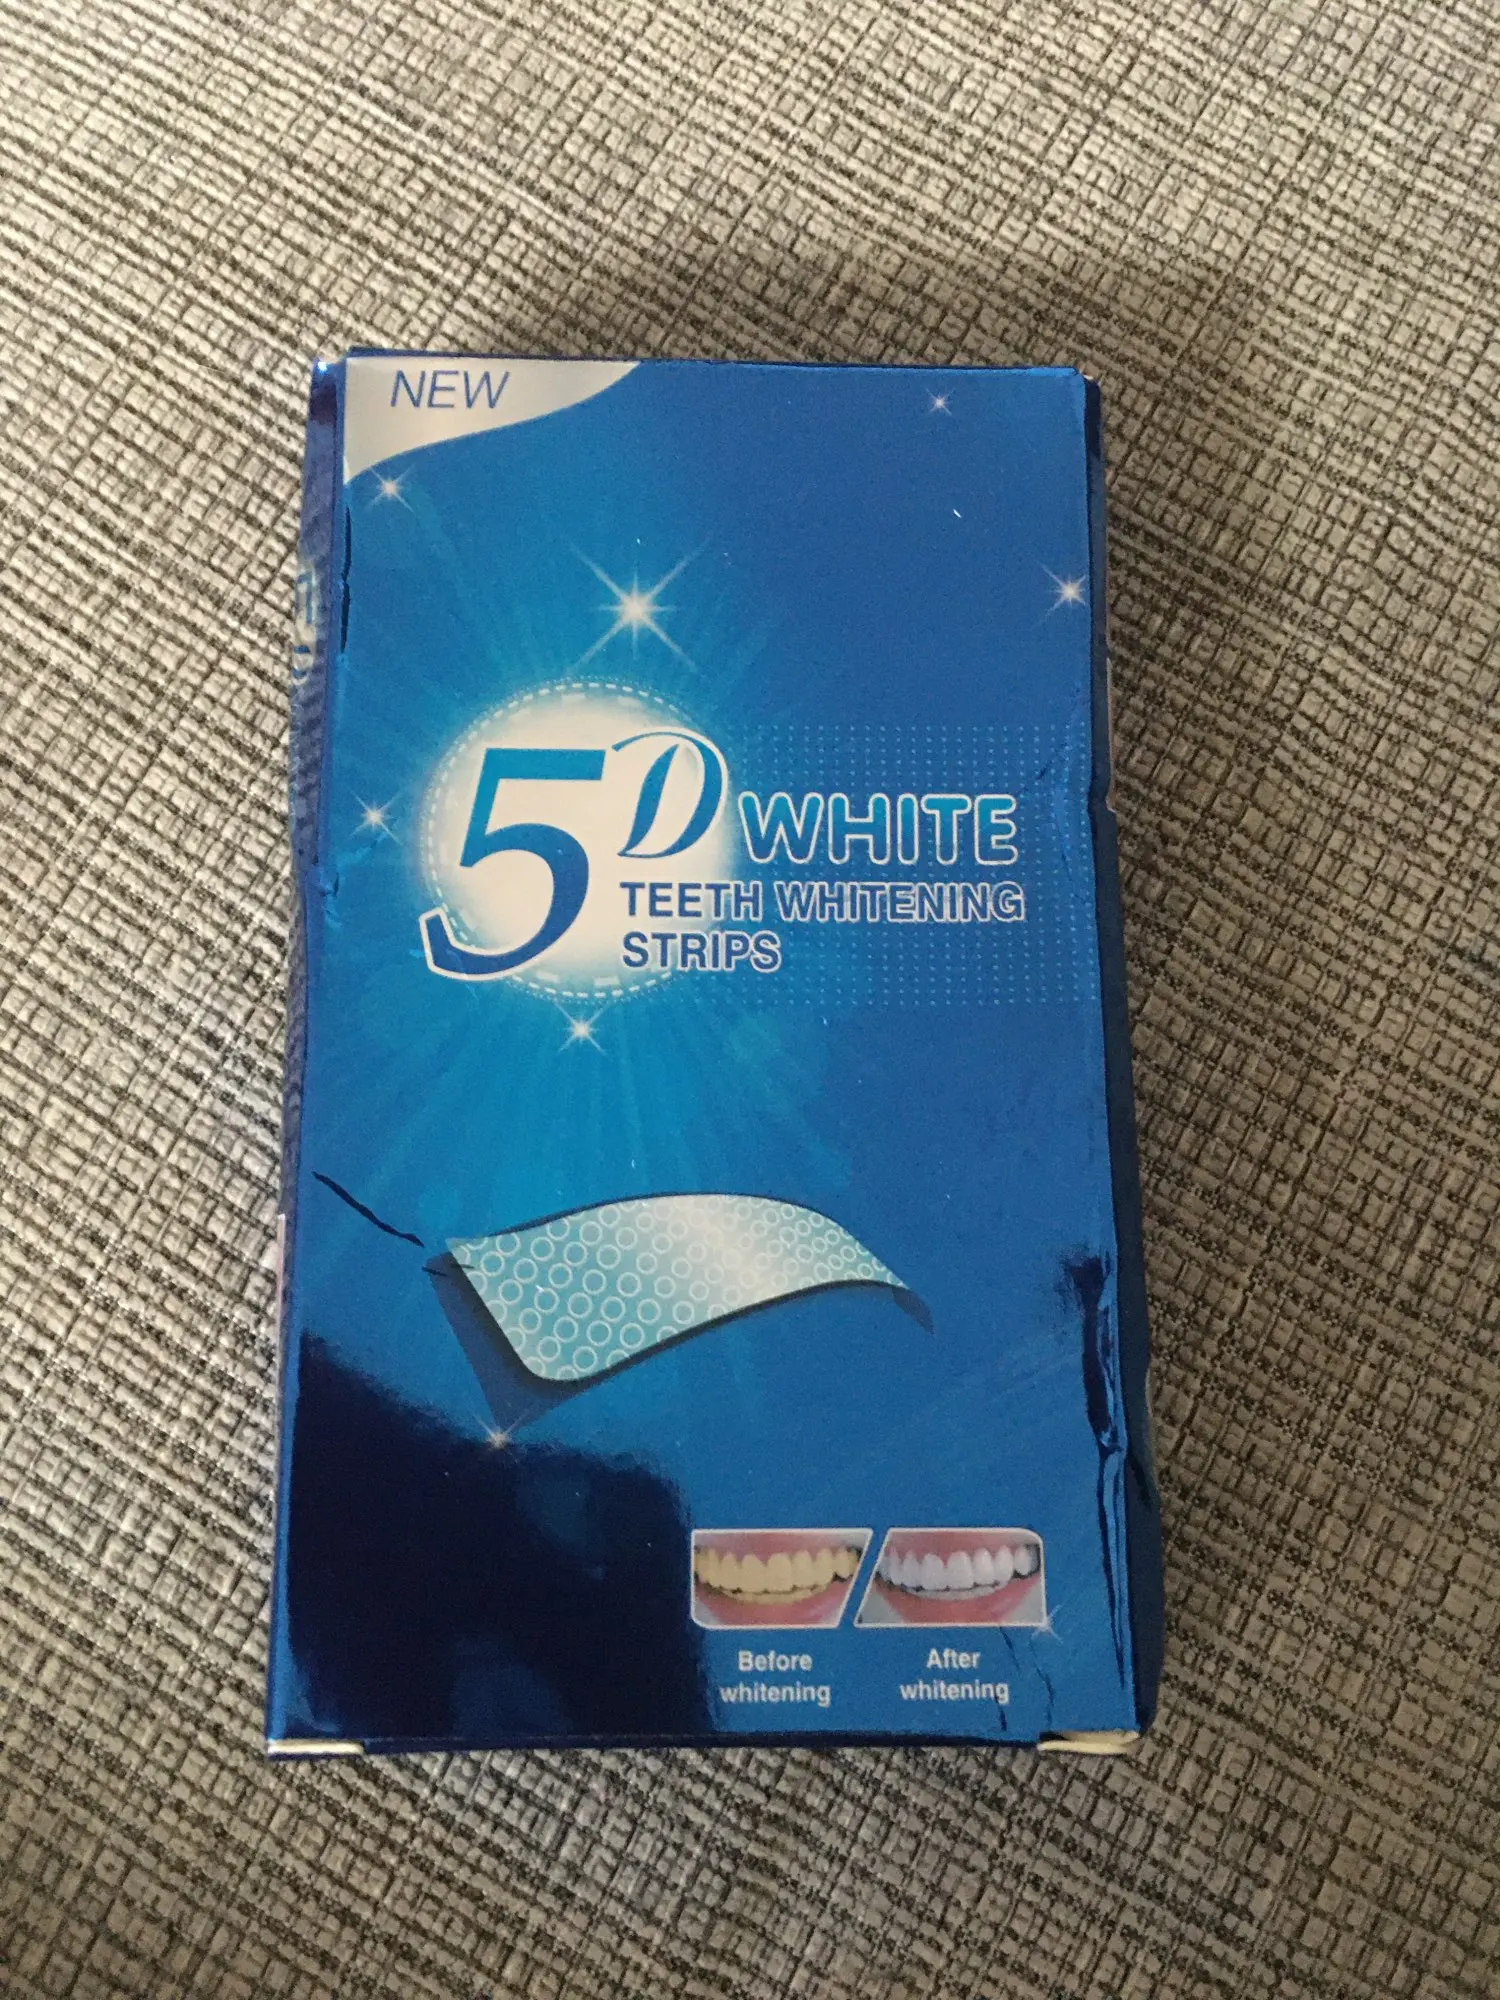 NEW
5D WHITE
TEETH WHITENING
STRIPS
Before
whitening
After
whitening